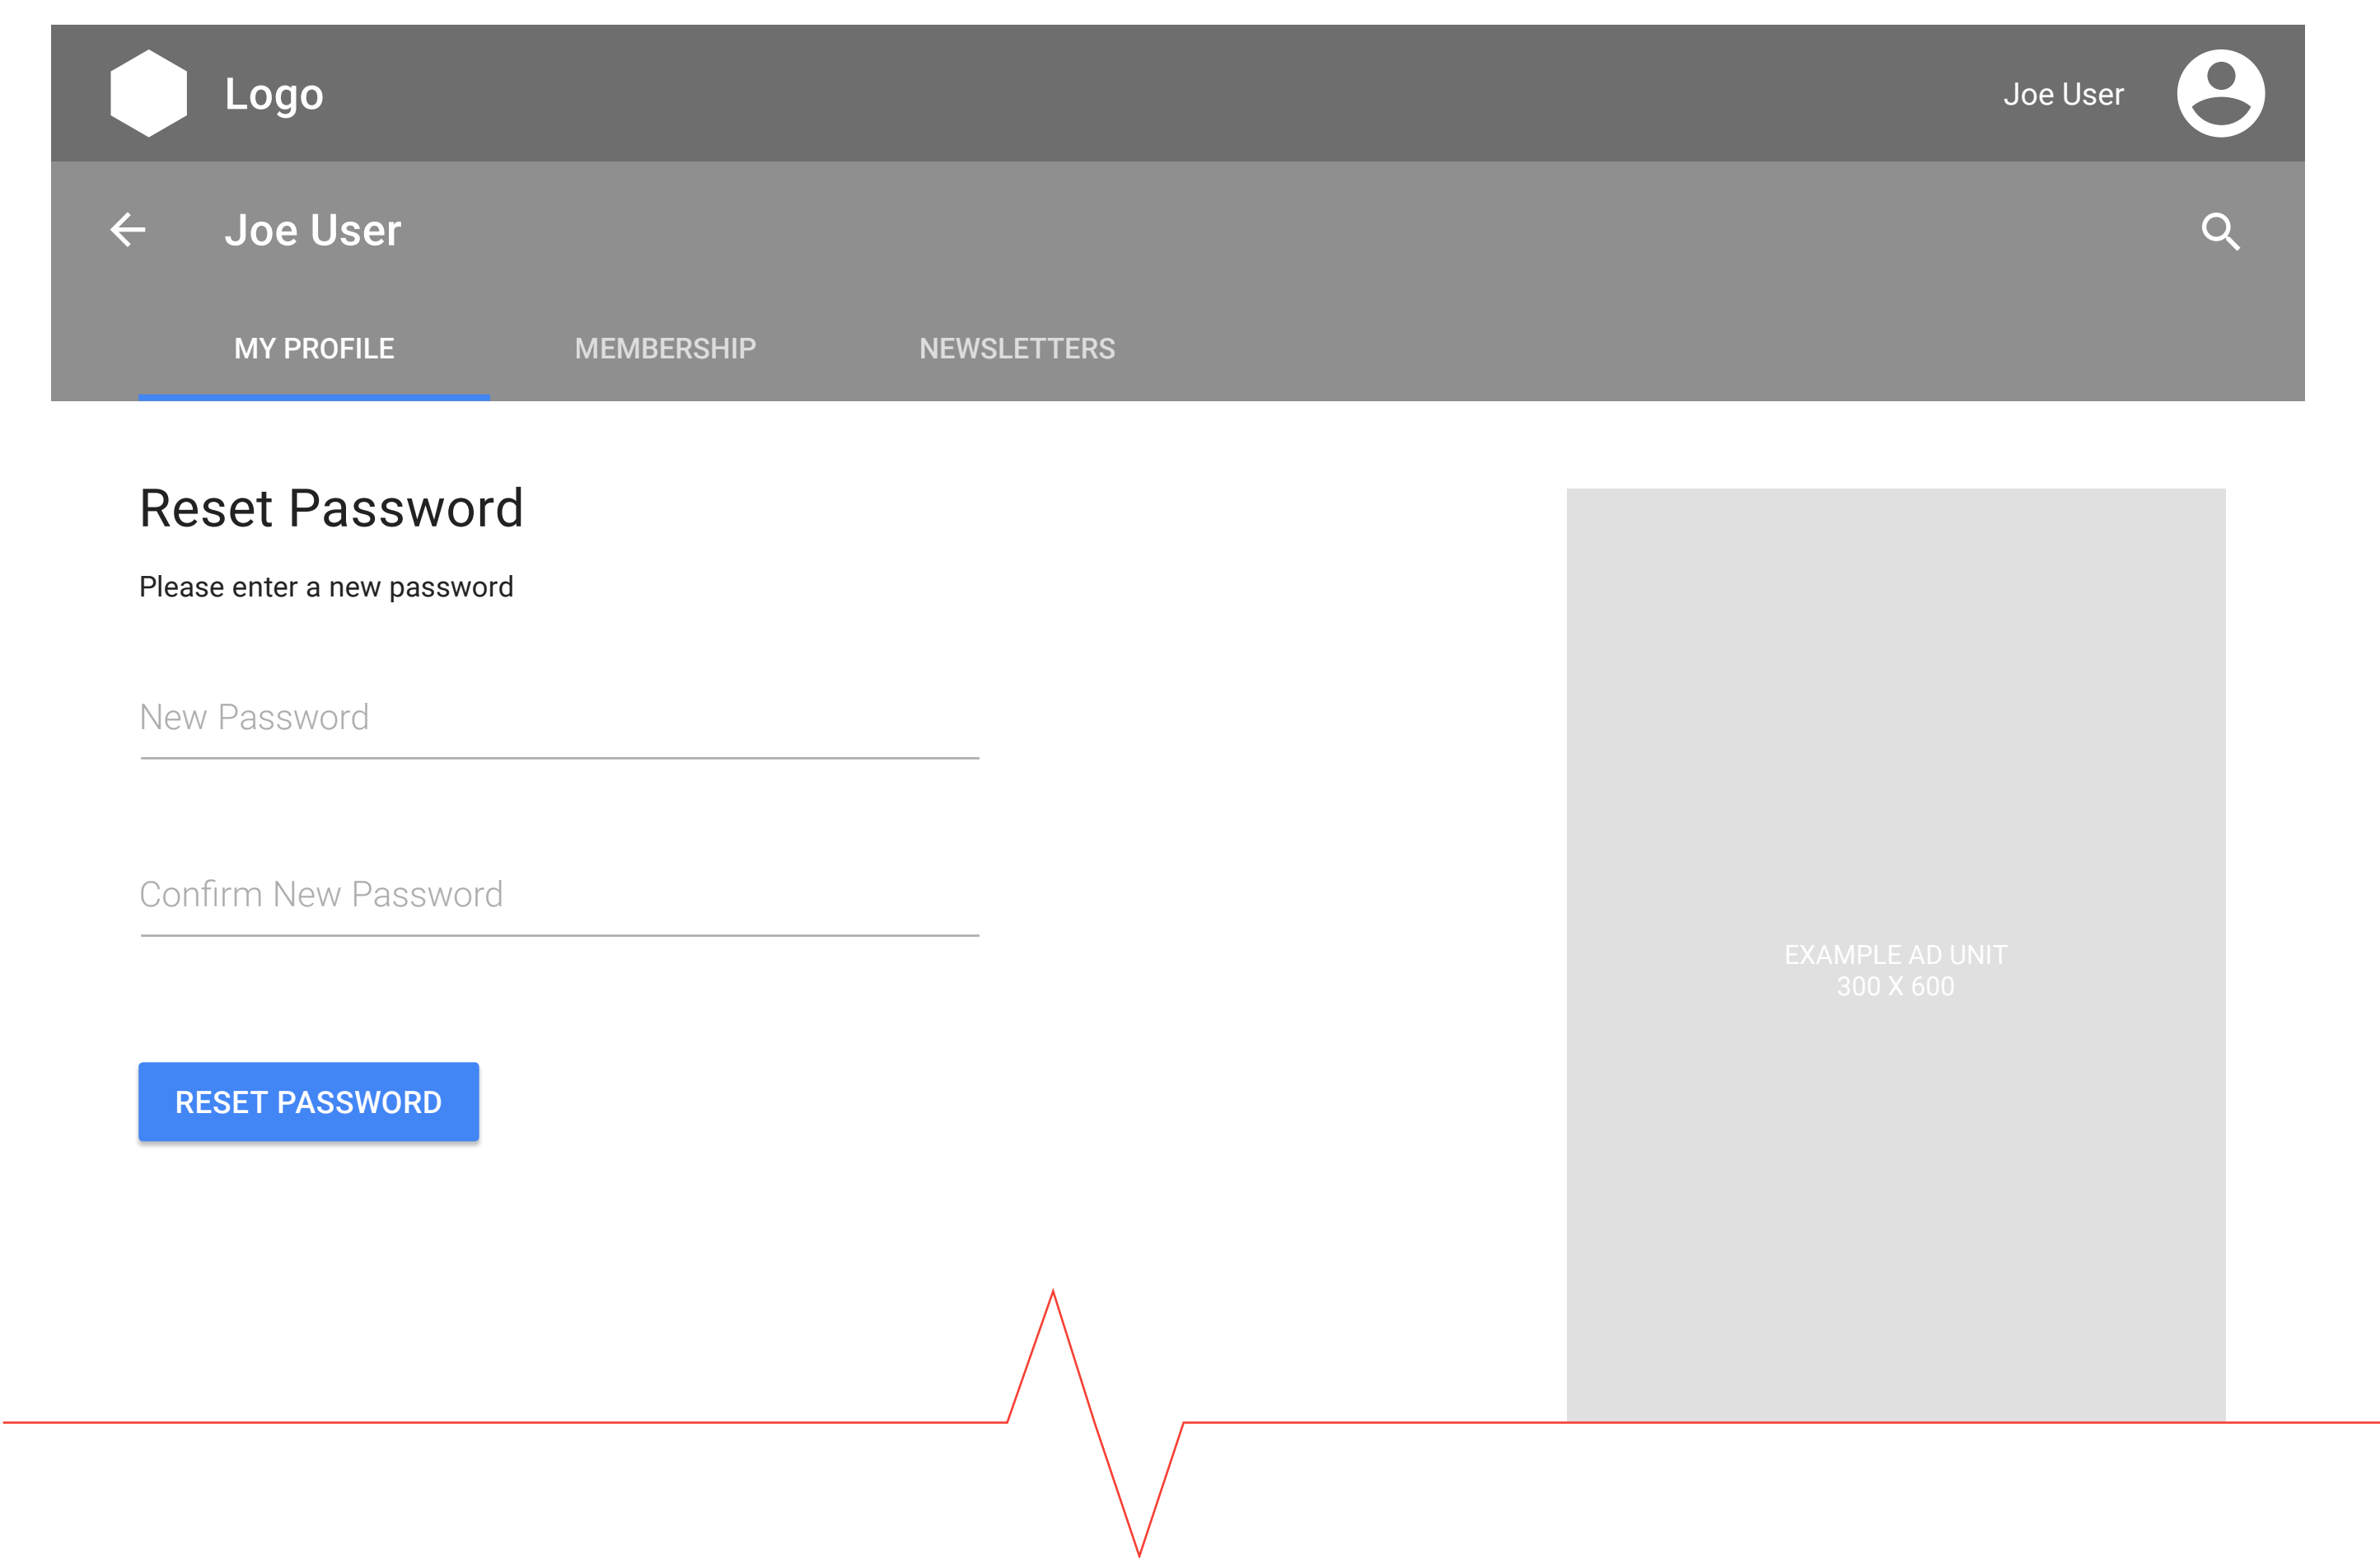 Logo
Joe User
Joe User
MY PROFILE
MEMBERSHIP
NEWSLETTERS
Reset Password
Please enter a new password
New Password
Confirm New Password
RESET PASSWORD
EXAMPLE AD UNIT
300 X 600